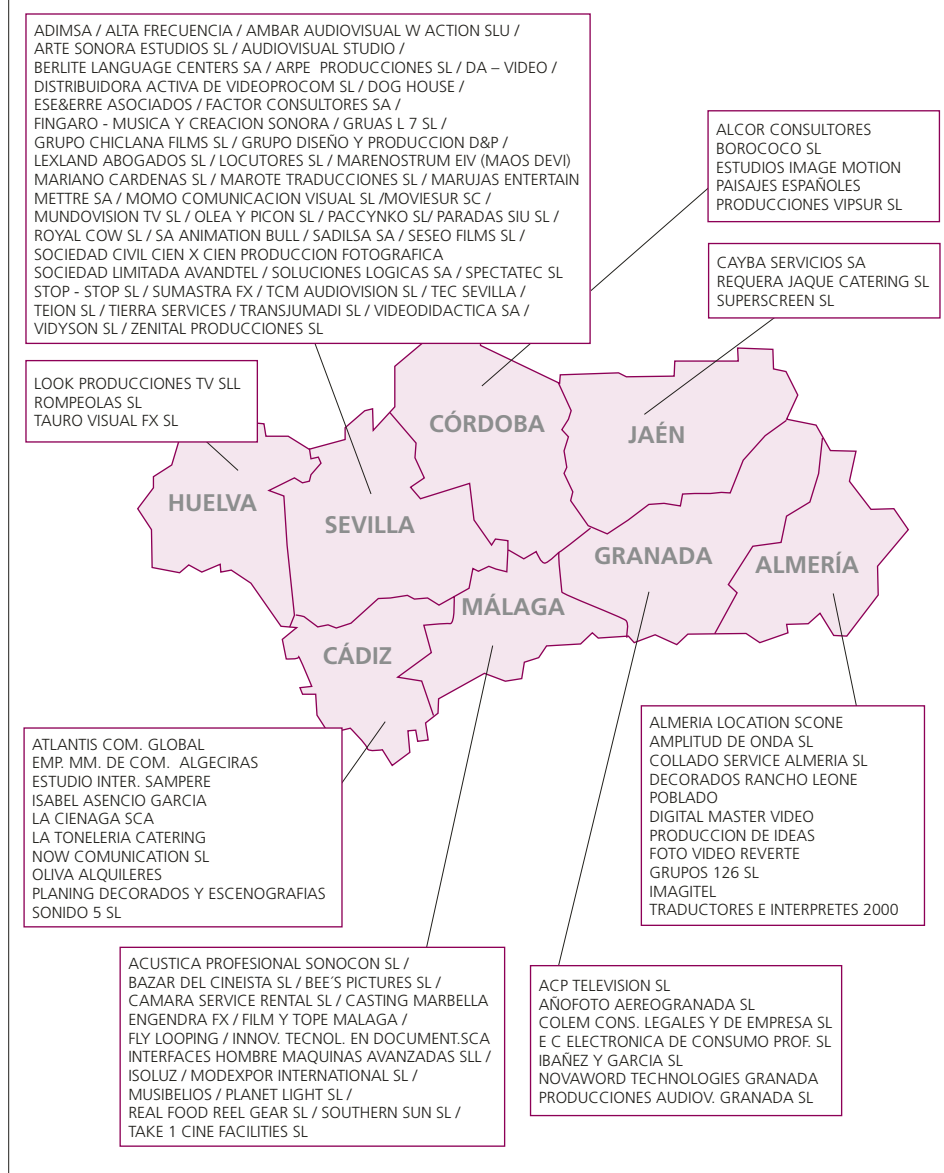 ADIMSA / ALTA FRECUENCIA / AMBAR AUDIOVISUAL W ACTION SLU /
ARTE SONORA ESTUDIOS SL / AUDIOVISUAL STUDIO /
BERLITE LANGUAGE CENTERS SA / ARPE PRODUCCIONES SL / DA – VIDEO /
DISTRIBUIDORA ACTIVA DE VIDEOPROCOM SL / DOG HOUSE /
ESE&ERRE ASOCIADOS / FACTOR CONSULTORES SA /
FINGARO - MUSICA Y CREACION SONORA / GRUAS L 7 SL /
GRUPO CHICLANA FILMS SL / GRUPO DISEÑO Y PRODUCCION D&P /
LEXLAND ABOGADOS SL / LOCUTORES SL / MARENOSTRUM EIV (MAOS DEVI)
MARIANO CARDENAS SL / MAROTE TRADUCCIONES SL / MARUJAS ENTERTAIN
METTRE SA / MOMO COMUNICACION VISUAL SL /MOVIESUR SC /
MUNDOVISION TV SL / OLEA Y PICON SL / PACCYNKO SL/ PARADAS SIU SL /
ROYAL COW SL / SA ANIMATION BULL / SADILSA SA / SESEO FILMS SL /
SOCIEDAD CIVIL CIEN X CIEN PRODUCCION FOTOGRAFICA
SOCIEDAD LIMITADA AVANDTEL / SOLUCIONES LOGICAS SA / SPECTATEC SL
STOP - STOP SL / SUMASTRA FX / TCM AUDIOVISION SL / TEC SEVILLA /
TEION SL / TIERRA SERVICES / TRANSJUMADI SL / VIDEODIDACTICA SA /
VIDYSON SL / ZENITAL PRODUCCIONES SL
ALCOR CONSULTORES
BOROCOCO SL
ESTUDIOS IMAGE MOTION
PAISAJES ESPAÑOLES
PRODUCCIONES VIPSUR SL
CAYBA SERVICIOS SA
REQUERA JAQUE CATERING SL
SUPERSCREEN SL
LOOK PRODUCCIONES TV SLL
ROMPEOLAS SL
TAURO VISUAL FX SL
CÓRDOBA
JAÉN
HUELVA
SEVILLA
GRANADA
ALMERÍA
MÁLAGA
CÁDIZ
ATLANTIS COM. GLOBAL
EMP. MM. DE COM. ALGECIRAS
ESTUDIO INTER. SAMPERE
ISABEL ASENCIO GARCIA
LA CIENAGA SCA
LA TONELERIA CATERING
NOW COMUNICATION SL
OLIVA ALQUILERES
PLANING DECORADOS Y ESCENOGRAFIAS
SONIDO 5 SL
ALMERIA LOCATION SCONE
AMPLITUD DE ONDA SL
COLLADO SERVICE ALMERIA SL
DECORADOS RANCHO LEONE
POBLADO
DIGITAL MASTER VIDEO
PRODUCCION DE IDEAS
FOTO VIDEO REVERTE
GRUPOS 126 SL
IMAGITEL
TRADUCTORES E INTERPRETES 2000
ACUSTICA PROFESIONAL SONOCON SL /
BAZAR DEL CINEISTA SL / BEE´S PICTURES SL /
CAMARA SERVICE RENTAL SL / CASTING MARBELLA
ENGENDRA FX / FILM Y TOPE MALAGA /
FLY LOOPING / INNOV. TECNOL. EN DOCUMENT.SCA
INTERFACES HOMBRE MAQUINAS AVANZADAS SLL /
ISOLUZ / MODEXPOR INTERNATIONAL SL /
MUSIBELIOS / PLANET LIGHT SL /
REAL FOOD REEL GEAR SL / SOUTHERN SUN SL /
TAKE 1 CINE FACILITIES SL
ACP TELEVISION SL
AÑOFOTO AEREOGRANADA SL
COLEM CONS. LEGALES Y DE EMPRESA SL
E C ELECTRONICA DE CONSUMO PROF. SL
IBAÑEZ Y GARCIA SL
NOVAWORD TECHNOLOGIES GRANADA
PRODUCCIONES AUDIOV. GRANADA SL